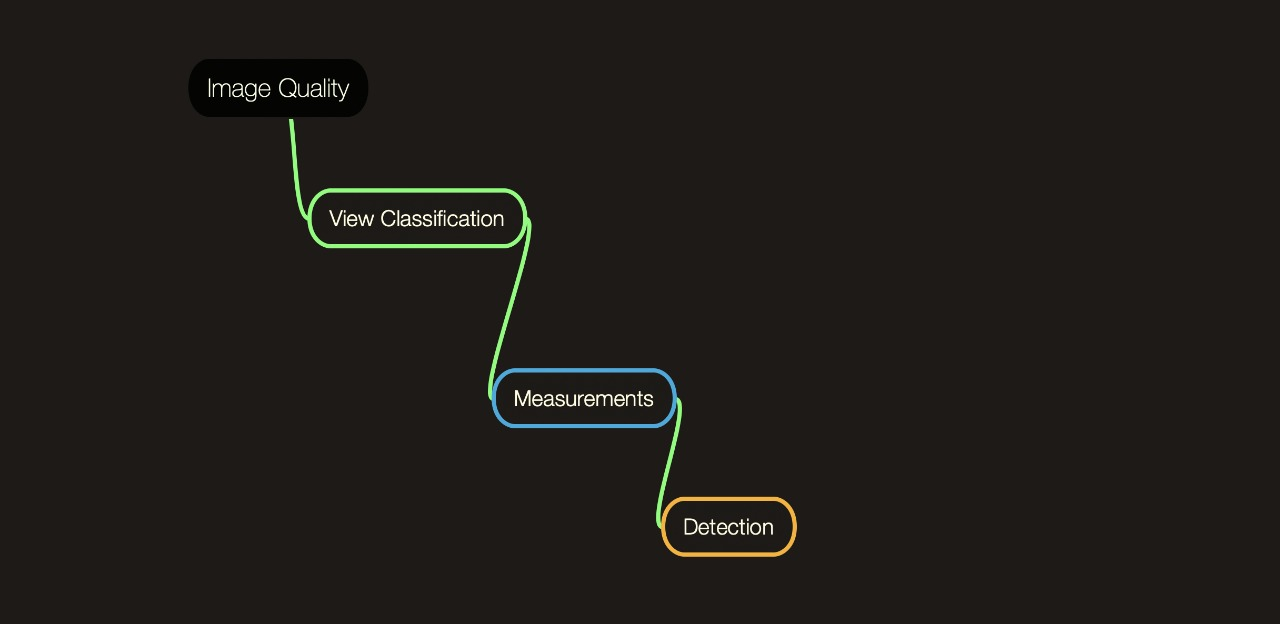 Image Quality
View Classification
Measurements
Detection